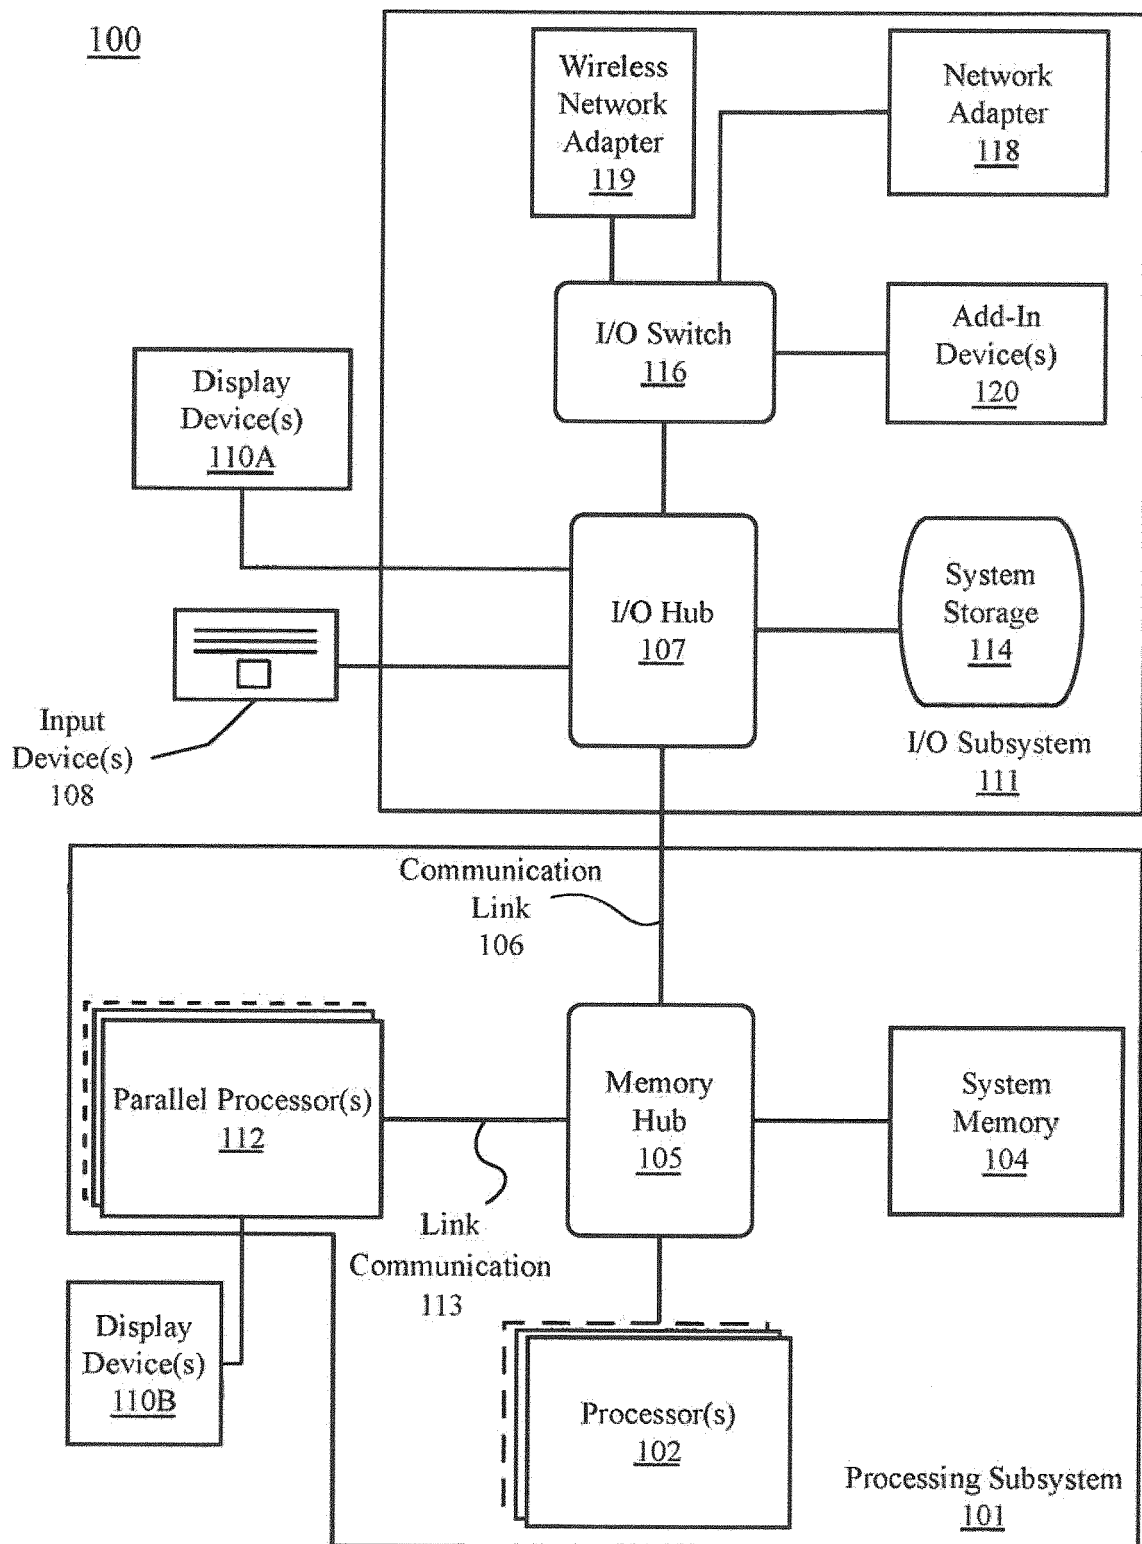 100
Wireless
Network
Adapter
119
Network
Adapter
118
I/O Switch
116
Add-In
Device(s)
120
Display
Device(s)
110A
I/O Hub
107
System
Storage
114
Input
Device(s)
108
I/O Subsystem
111
Communication
Link
106
Parallel Processor(s)
112
Memory
Hub
105
System
Memory
104
Link
Communication
113
Display
Device(s)
110B
Processor(s)
102
Processing Subsystem
101